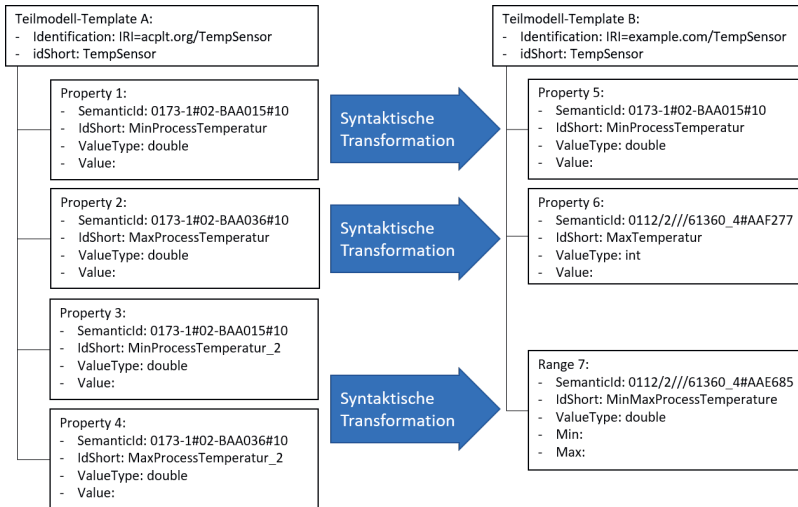 Teilmodell-Template A:
- Identification: IRI=acplt.org/TempSensor
- idShort: TempSensor
Property 1:
- SemanticId: 0173-1#02-BAA015#10
- IdShort: MinProcessTemperatur
- ValueType: double
- Value:
Property 2:
- SemanticId: 0173-1#02-BAA036#10
- IdShort: MaxProcessTemperatur
- ValueType: double
- Value:
Property 3:
- SemanticId: 0173-1#02-BAA015#10
- IdShort: MinProcessTemperatur_2
- ValueType: double
- Value:
Property 4:
- SemanticId: 0173-1#02-BAA036#10
- IdShort: MaxProcessTemperatur_2
- ValueType: double
- Value:
Syntaktische
Transformation
Syntaktische
Transformation
Syntaktische
Transformation
Teilmodell-Template B:
- Identification: IRI=example.com/TempSensor
- idShort: TempSensor
Property 5:
- SemanticId: 0173-1#02-BAA015#10
- IdShort: MinProcessTemperatur
- ValueType: double
- Value:
Property 6:
- SemanticId: 0112/2///61360_4#AAF277
- IdShort: MaxTemperatur
- ValueType: int
- Value:
Range 7:
- SemanticId: 0112/2///61360_4#AAE685
- IdShort: MinMaxProcessTemperature
- ValueType: double
- Min:
- Max: